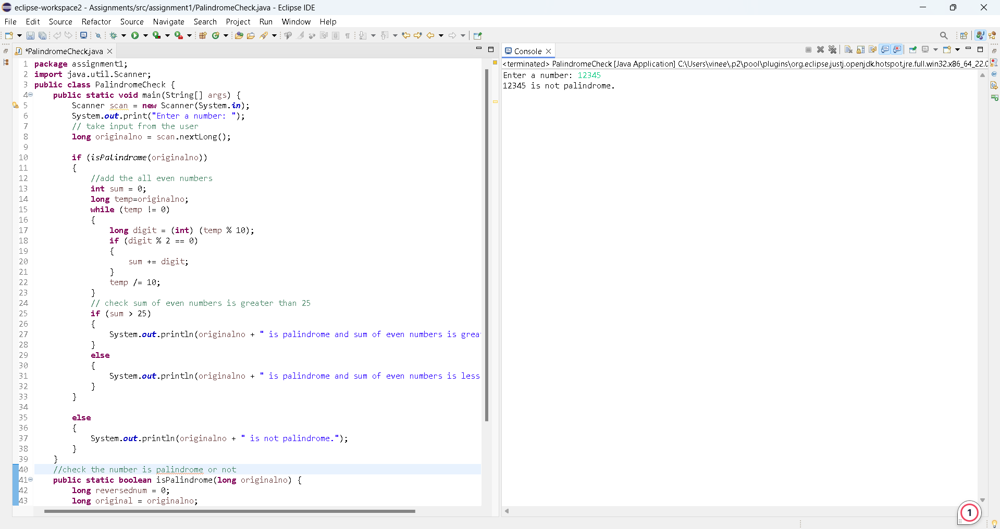 eclipse-workspace2 - Assignments/src/assignment1/PalindromeCheck.java - Eclipse IDE
File Edit Source Refactor Source Navigate Search Project Run Window Help
*PalindromeCheck.java
1 package assignment1;
2 import java.util.Scanner;
3 public class PalindromeCheck {
4 public static void main(String[] args) {
5 Scanner scan = new Scanner(System.in);
6 System.out.print("Enter a number: ");
7 // take input from the user
8 long originalno = scan.nextLong();
9
10 if (isPalindrome(originalno))
11 {
12 //add the all even numbers
13 int sum = 0;
14 long temp=originalno;
15 while (temp != 0)
16 {
17 long digit = (int) (temp % 10);
18 if (digit % 2 == 0)
19 {
20 sum += digit;
21 }
22 temp /= 10;
23 }
24 // check sum of even numbers is greater than 25
25 if (sum > 25)
26 {
27 System.out.println(originalno + " is palindrome and sum of even numbers is grea
28 }
29 else
30 {
31 System.out.println(originalno + " is palindrome and sum of even numbers is less
32 }
33 }
34
35 else
36 {
37 System.out.println(originalno + " is not palindrome.");
38 }
39 }
40 //check the number is palindrome or not
41 public static boolean isPalindrome(long originalno) {
42 long reversednum = 0;
43 long original = originalno;
Console
<terminated> PalindromeCheck [Java Application] C:\Users\vinee\.p2\pool\plugins\org.eclipse.justj.openjdk.hotspot.jre.full.win32.x86_64_22.0
Enter a number: 12345
12345 is not palindrome.
1